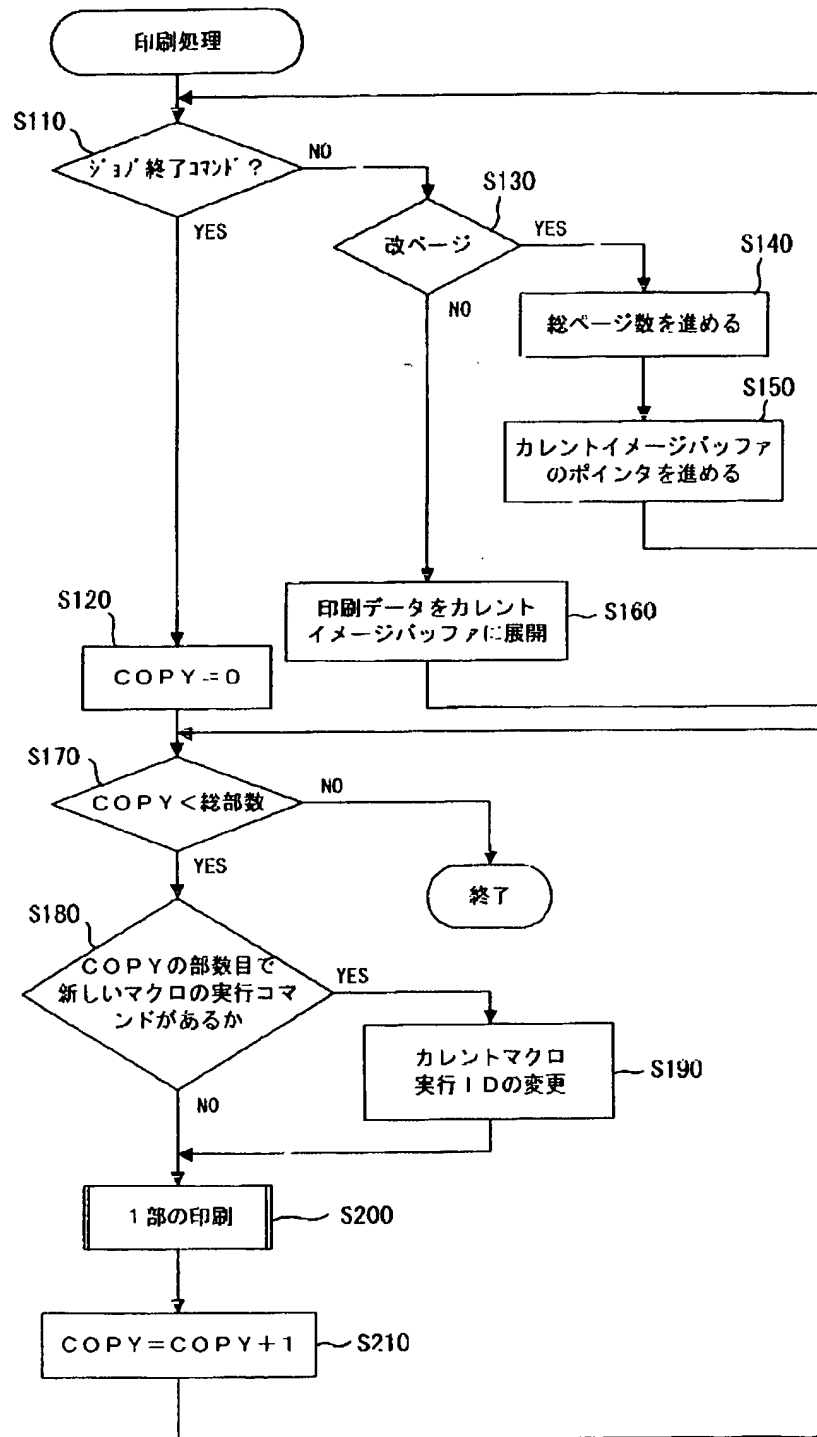 印刷処理
S110
ジョブ終了コマンド?
NO
YES
S130
改ページ
YES
NO
S140
総ページ数を進める
S150
カレントイメージバッファ
のポインタを進める
S120
COPY=0
印刷データをカレント
イメージバッファに展開
S160
S170
COPY<総部数
NO
YES
終了
S180
COPYの部数目で
新しいマクロの実行コマ
ンドがあるか
YES
NO
カレントマクロ
実行IDの変更
S190
1部の印刷
S200
COPY=COPY+1
S210